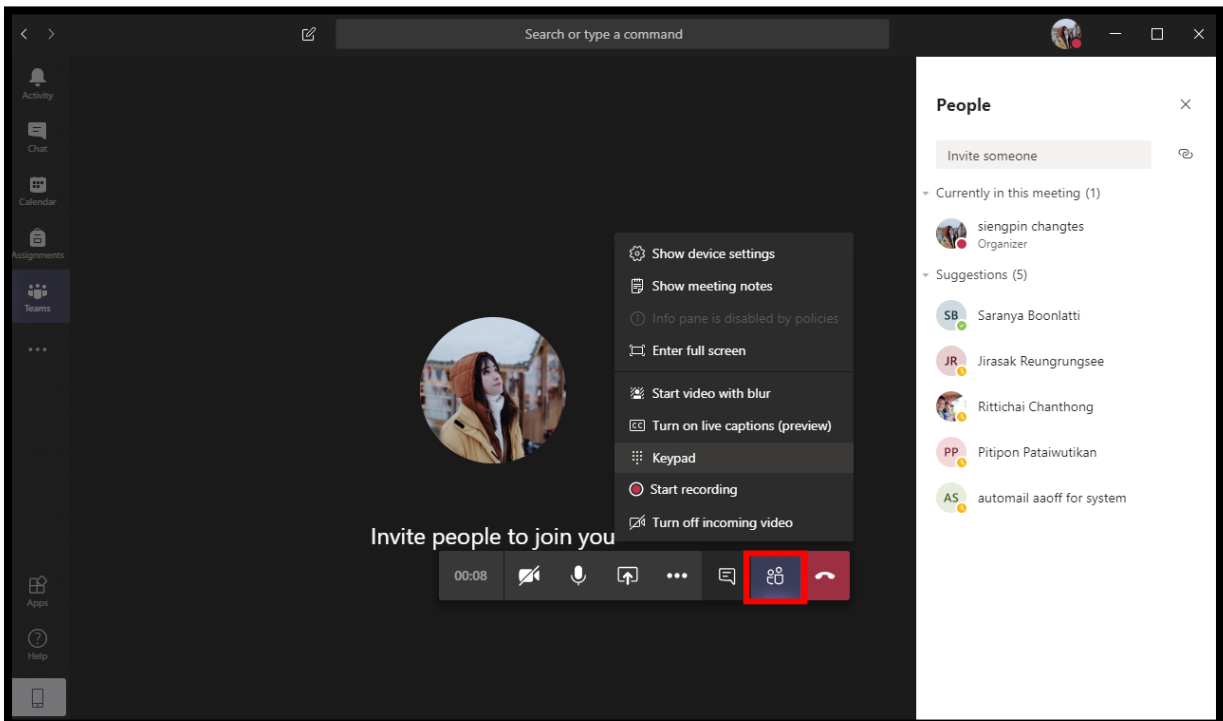 Search or type a command
Activity
Chat
Calendar
Assignments
Teams
Apps
Help
Invite people to join you
Show device settings
Show meeting notes
Info pane is disabled by policies
Enter full screen
Start video with blur
CC Turn on live captions (preview)
Keypad
Start recording
Turn off incoming video
00:08
People
Invite someone
Currently in this meeting (1)
siengpin changtes
Organizer
Suggestions (5)
SB Saranya Boonlatti
JR Jirasak Reungrungsee
Rittichai Chanthong
PP Pitipon Pataiwutikan
AS automail aaoff for system